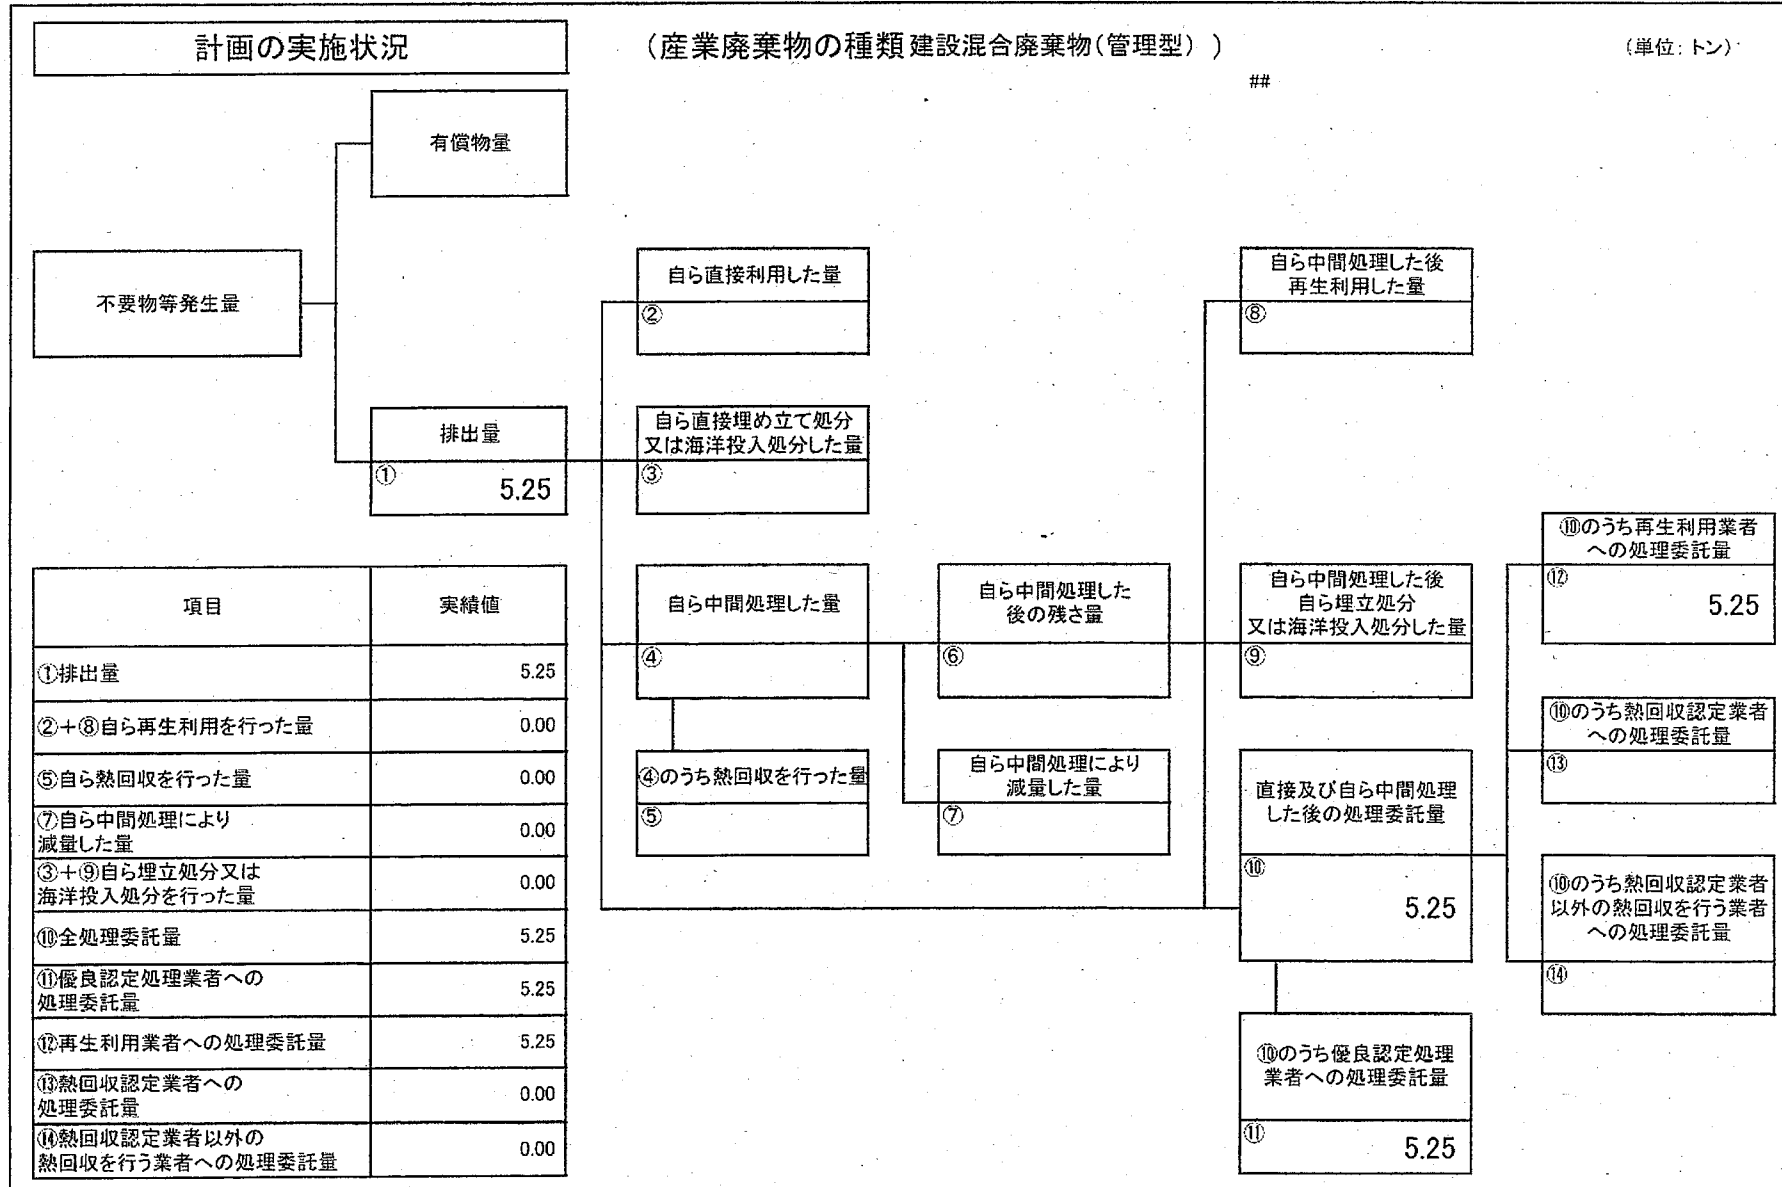 計画の実施状況
（産業廃棄物の種類建設混合廃棄物（管理型））
（単位：トン）
##
有償物量
不要物等発生量
自ら直接利用した量
②
自ら中間処理した後
再生利用した量
⑧
排出量
①
5.25
自ら直接埋め立て処分
又は海洋投入処分した量
③
自ら中間処理した量
④
自ら中間処理した
後の残さ量
⑥
自ら中間処理した後
自ら埋立処分
又は海洋投入処分した量
⑨
⑩のうち再生利用業者
への処理委託量
⑫
5.25
④のうち熱回収を行った量
⑤
自ら中間処理により
減量した量
⑦
直接及び自ら中間処理
した後の処理委託量
⑩
5.25
⑩のうち熱回収認定業者
への処理委託量
⑬
⑩のうち熱回収認定業者
以外の熱回収を行う業者
への処理委託量
⑭
⑩のうち優良認定処理
業者への処理委託量
⑪
5.25
項目 実績値
①排出量 5.25
②＋⑧自ら再生利用を行った量 0.00
⑤自ら熱回収を行った量 0.00
⑦自ら中間処理により
減量した量 0.00
③＋⑨自ら埋立処分又は
海洋投入処分を行った量 0.00
⑩全処理委託量 5.25
⑪優良認定処理業者への
処理委託量 5.25
⑫再生利用業者への処理委託量 5.25
⑬熱回収認定業者への
処理委託量 0.00
⑭熱回収認定業者以外の
熱回収を行う業者への処理委託量 0.00